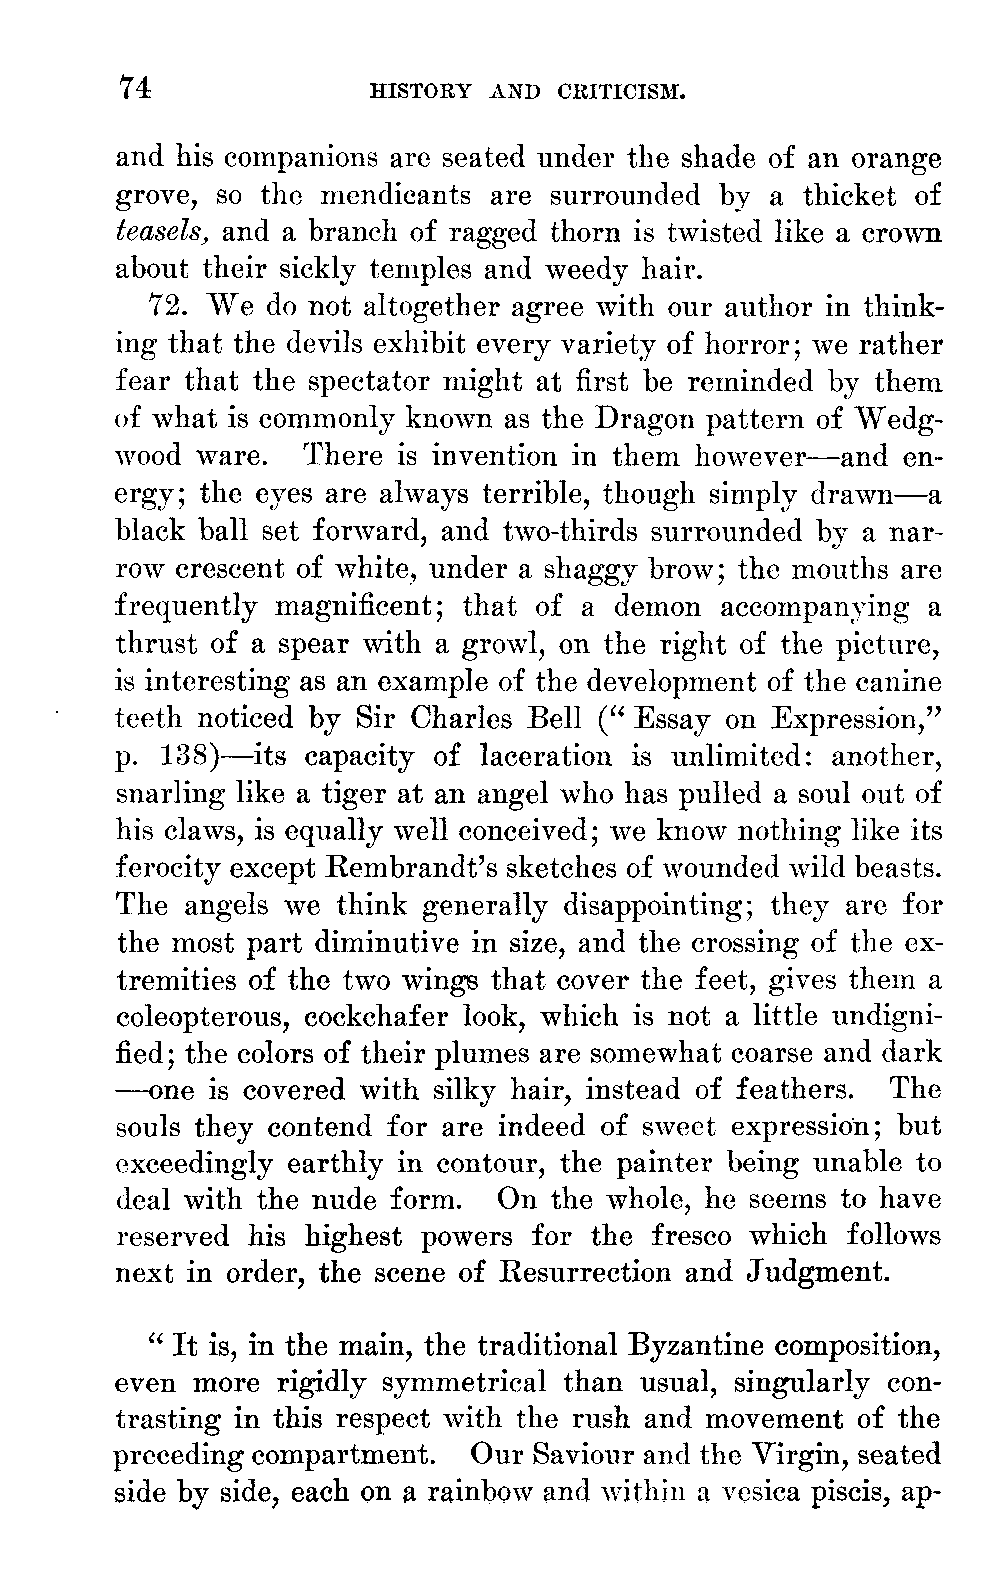 74 HISTORY AND CRITICISM.
and his companions are seated under the shade of an orange
grove, so the mendicants are surrounded by a thicket of
teasels, and a branch of ragged thorn is twisted like a crown
about their sickly temples and weedy hair.
72. We do not altogether agree with our author in think-
ing that the devils exhibit every variety of horror; we rather
fear that the spectator might at first be reminded by them
of what is commonly known as the Dragon pattern of Wedg-
wood ware. There is invention in them however—and en-
ergy; the eyes are always terrible, though simply drawn—a
black ball set forward, and two-thirds surrounded by a nar-
row crescent of white, under a shaggy brow; the mouths are
frequently magnificent; that of a demon accompanying a
thrust of a spear with a growl, on the right of the picture,
is interesting as an example of the development of the canine
teeth noticed by Sir Charles Bell (“ Essay on Expression,”
p. 138)—its capacity of laceration is unlimited: another,
snarling like a tiger at an angel who has pulled a soul out of
his claws, is equally well conceived; we know nothing like its
ferocity except Rembrandt’s sketches of wounded wild beasts.
The angels we think generally disappointing; they are for
the most part diminutive in size, and the crossing of the ex-
tremities of the two wings that cover the feet, gives them a
coleopterous, cockchafer look, which is not a little undigni-
fied; the colors of their plumes are somewhat coarse and dark
—one is covered with silky hair, instead of feathers. The
souls they contend for are indeed of sweet expression; but
exceedingly earthly in contour, the painter being unable to
deal with the nude form. On the whole, he seems to have
reserved his highest powers for the fresco which follows
next in order, the scene of Resurrection and Judgment.
“ It is, in the main, the traditional Byzantine composition,
even more rigidly symmetrical than usual, singularly con-
trasting in this respect with the rush and movement of the
preceding compartment. Our Saviour and the Virgin, seated
side by side, each on a rainbow and within a vesica piscis, ap-